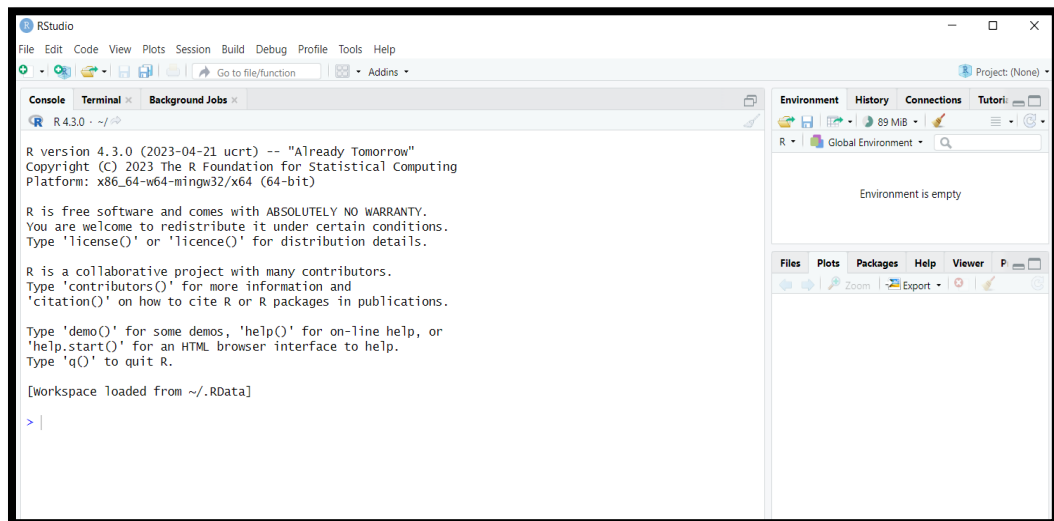 RStudio
File Edit Code View Plots Session Build Debug Profile Tools Help
Go to file/function Addins Project: (None)
Console Terminal Background Jobs
R 4.3.0 · ~/
R version 4.3.0 (2023-04-21 ucrt) -- "Already Tomorrow"
Copyright (C) 2023 The R Foundation for Statistical Computing
Platform: x86_64-w64-mingw32/x64 (64-bit)
R is free software and comes with ABSOLUTELY NO WARRANTY.
You are welcome to redistribute it under certain conditions.
Type 'license()' or 'licence()' for distribution details.
R is a collaborative project with many contributors.
Type 'contributors()' for more information and
'citation()' on how to cite R or R packages in publications.
Type 'demo()' for some demos, 'help()' for on-line help, or
'help.start()' for an HTML browser interface to help.
Type 'q()' to quit R.
[Workspace loaded from ~/.RData]
>
Environment History Connections Tutori
89 MiB
R Global Environment
Environment is empty
Files Plots Packages Help Viewer P
Zoom Export